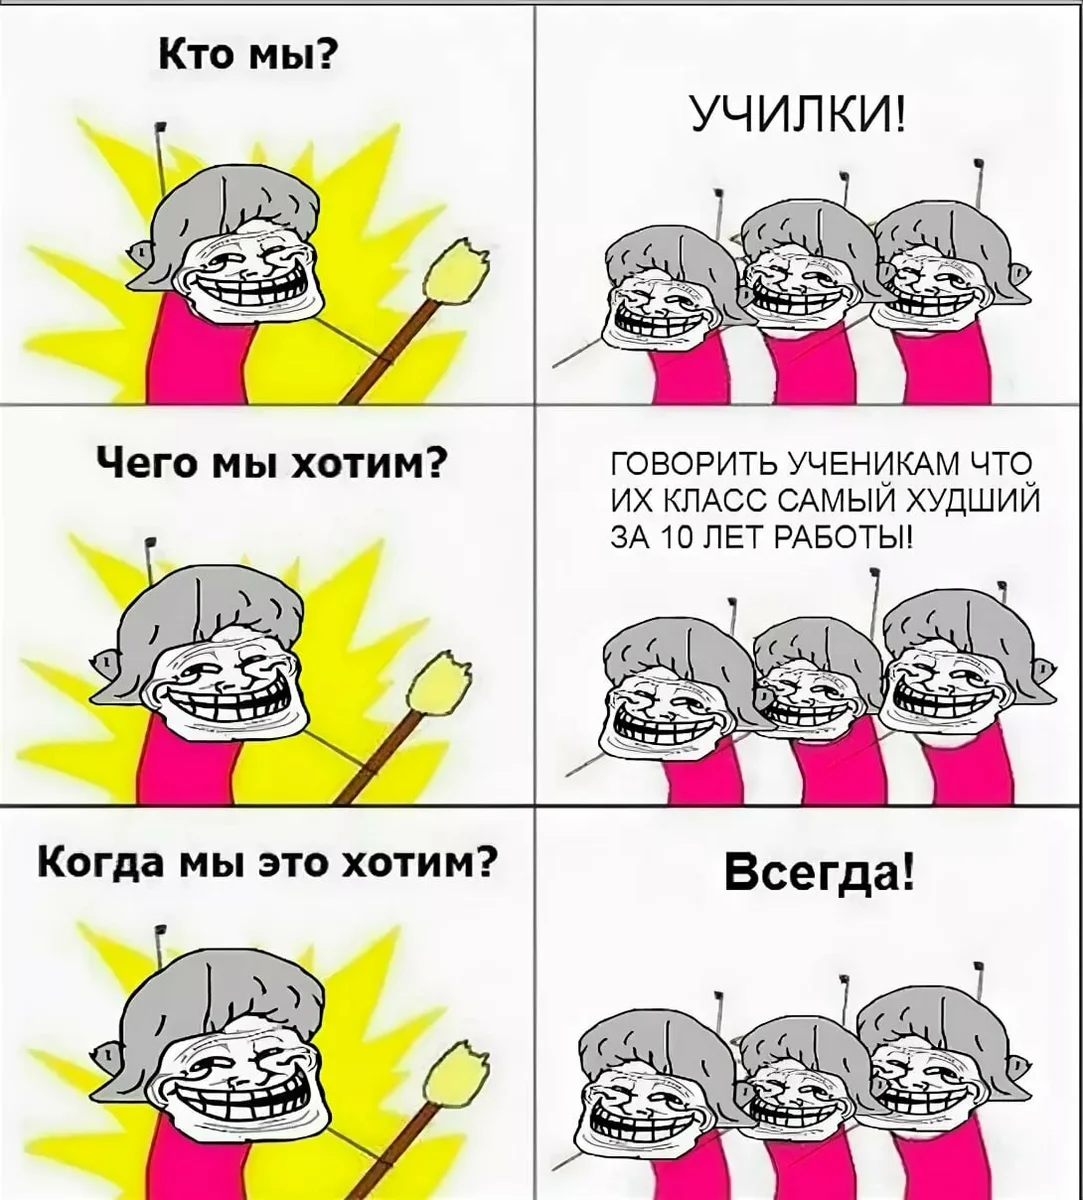 Кто мы?
УЧИЛКИ!
Чего мы хотим?
ГОВОРИТЬ УЧЕНИКАМ ЧТО
ИХ КЛАСС САМЫЙ ХУДШИЙ
ЗА 10 ЛЕТ РАБОТЫ!
Когда мы это хотим?
Всегда!